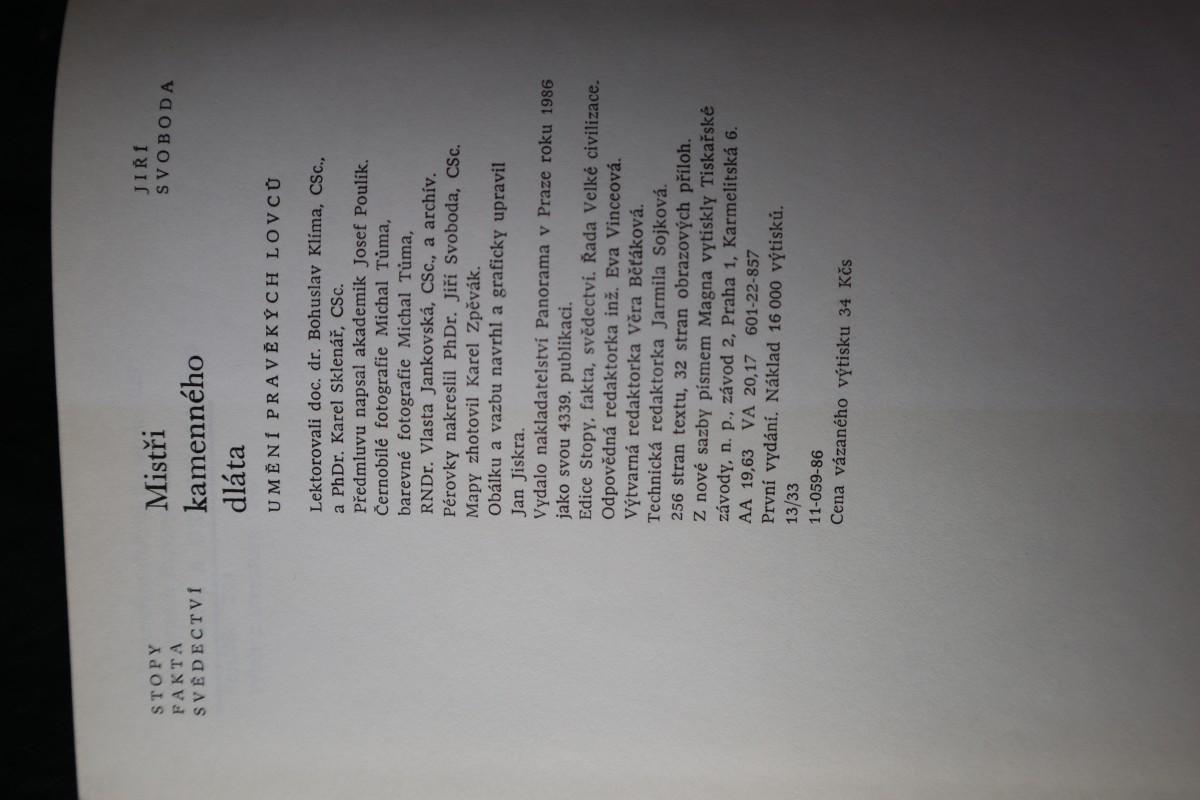 STOPY
FAKTA
SVĚDECTVÍ
Mistři
kamenného
dláta
JIŘÍ
SVOBODA
UMĚNÍ PRAVĚKÝCH LOVCŮ
Lektorovali doc. dr. Bohuslav Klíma, CSc.,
a PhDr. Karel Sklenář, CSc.
Předmluvu napsal akademik Josef Poulík.
Černobílé fotografie Michal Tůma,
barevné fotografie Michal Tůma,
RNDr. Vlasta Jankovská, CSc., a archív.
Pérovky nakreslil PhDr. Jiří Svoboda, CSc.
Mapy zhotovil Karel Zpěvák.
Obálku a vazbu navrhl a graficky upravil
Jan Jiskra.
Vydalo nakladatelství Panorama v Praze roku 1986
jako svou 4339. publikaci.
Edice Stopy, fakta, svědectví. Řada Velké civilizace.
Odpovědná redaktorka inž. Eva Vinceová.
Výtvarná redaktorka Věra Běťáková.
Technická redaktorka Jarmila Sojková.
256 stran textu, 32 stran obrazových příloh.
Z nové sazby písmem Magna vytiskly Tiskařské
závody, n. p., závod 2, Praha 1, Karmelitská 6.
AA 19,63 VA 20,17 601-22-857
První vydání. Náklad 16 000 výtisků.
13/33
11-059-86
Cena vázaného výtisku 34 Kčs